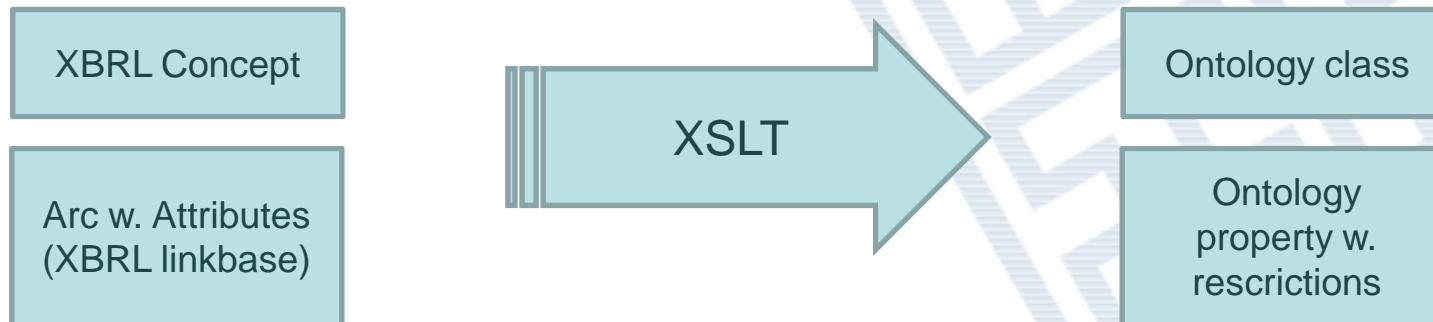 XBRL Concept
Arc w. Attributes
(XBRL linkbase)
XSLT
Ontology class
Ontology
property w.
rescrictions